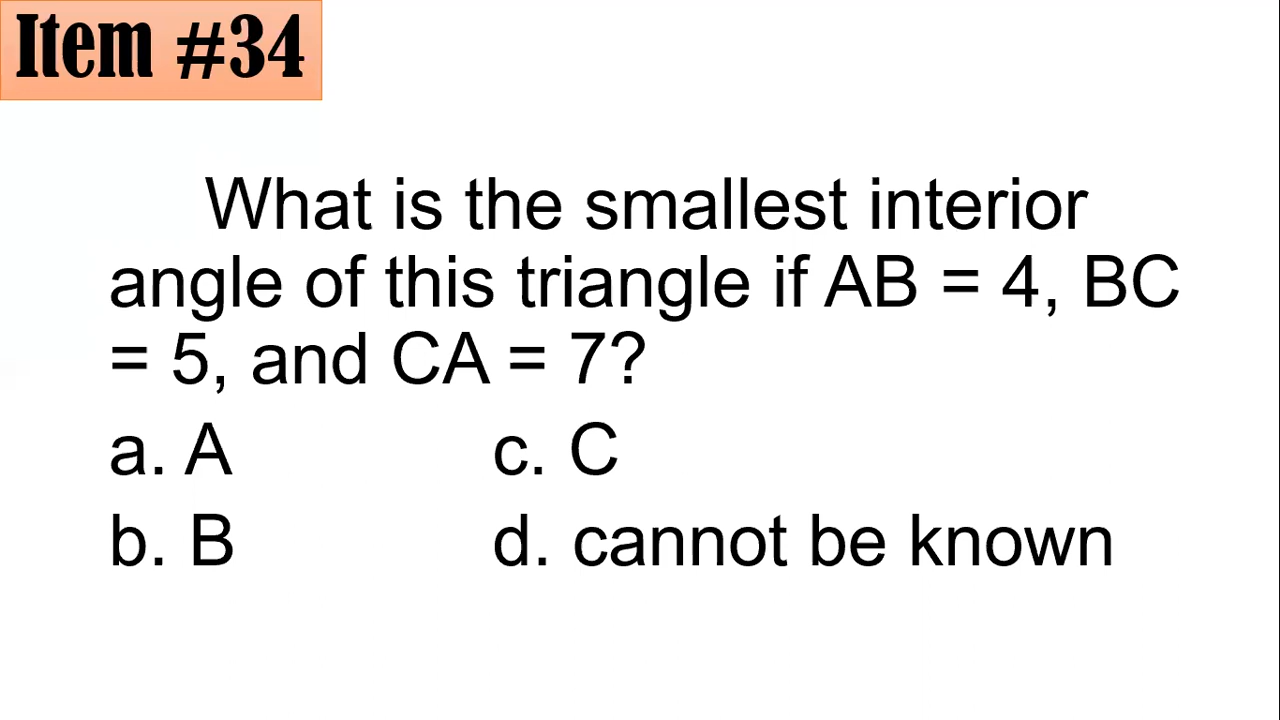 Item #34
What is the smallest interior
angle of this triangle if AB = 4, BC
= 5, and CA = 7?
a. A c. C
b. B d. cannot be known